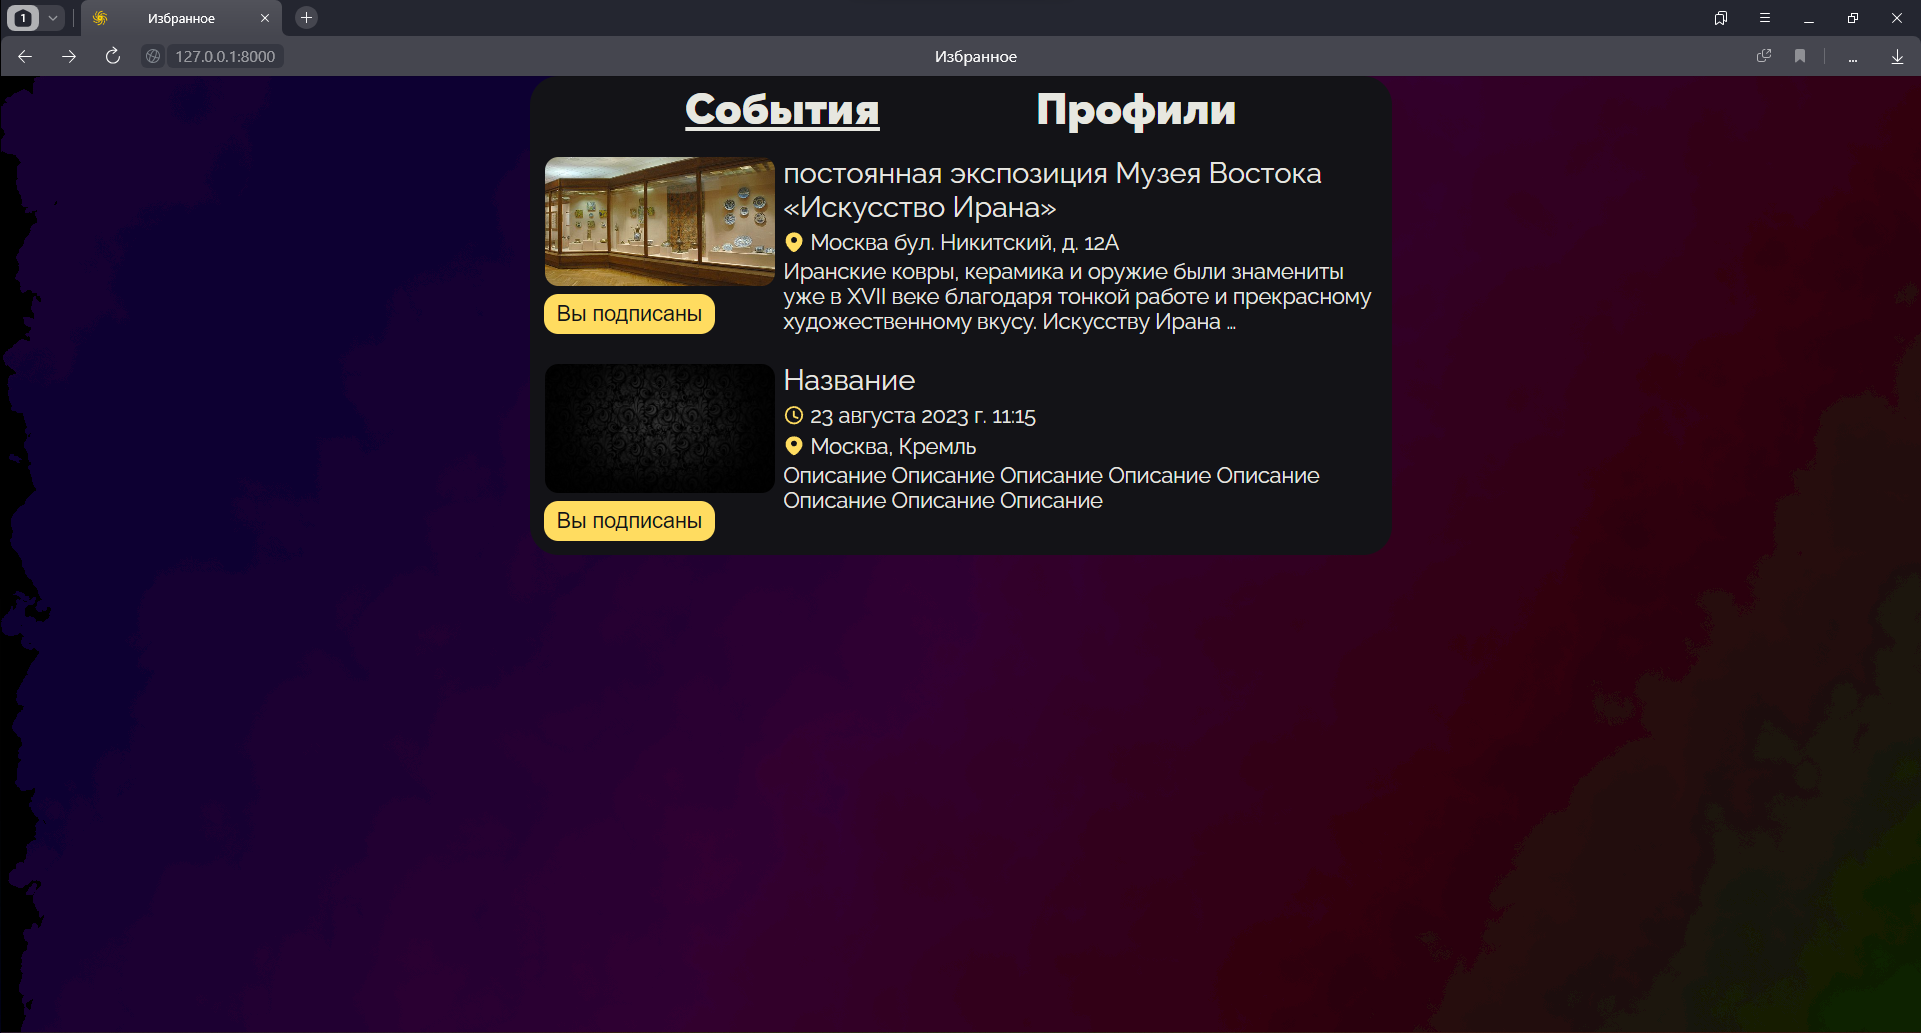 1
Избранное
127.0.0.1:8000
Избранное
События
Профили
постоянная экспозиция Музея Востока
«Искусство Ирана»
Москва бул. Никитский, д. 12А
Иранские ковры, керамика и оружие были знамениты
уже в XVII веке благодаря тонкой работе и прекрасному
художественному вкусу. Искусству Ирана ...
Вы подписаны
Название
23 августа 2023 г. 11:15
Москва, Кремль
Описание Описание Описание Описание Описание
Описание Описание Описание
Вы подписаны